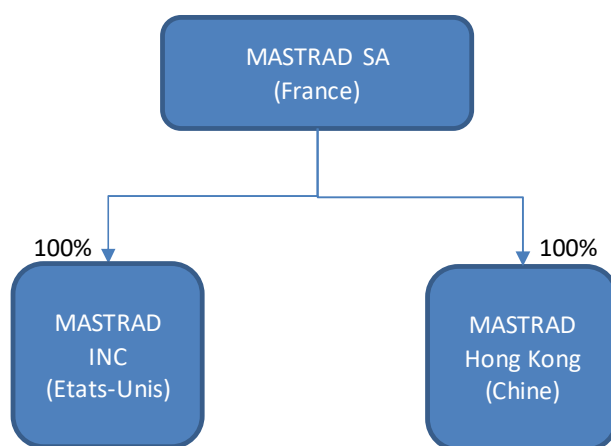 MASTRAD SA
(France)
100%
100%
MASTRAD
INC
(Etats-Unis)
MASTRAD
Hong Kong
(Chine)